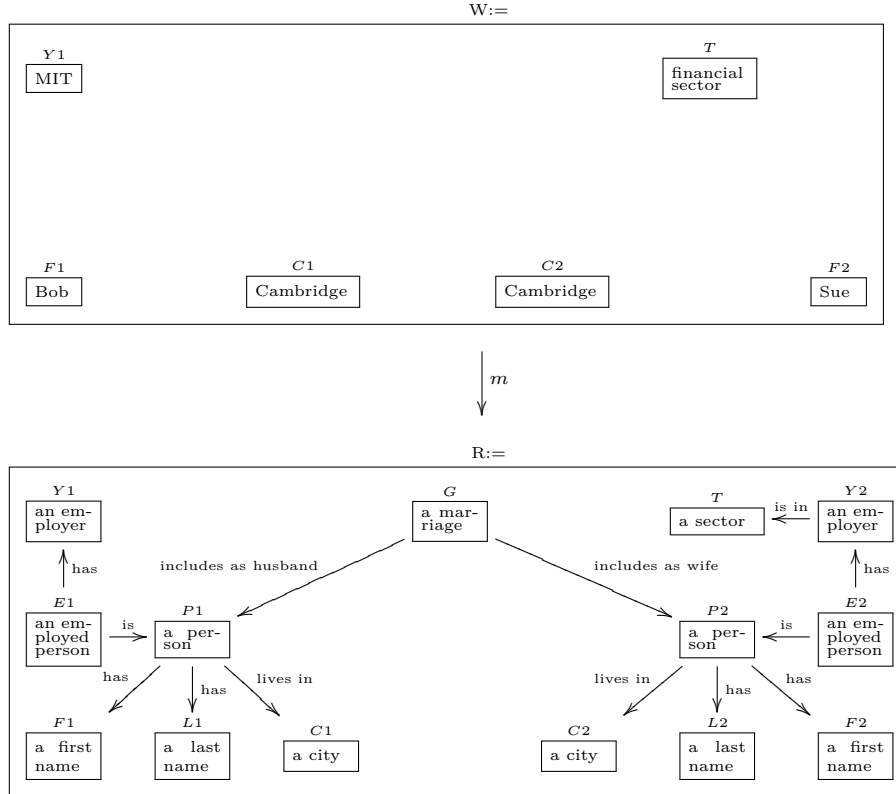 W:=
Y1
T
MIT
financial
sector
F1
C1
C2
F2
Bob
Cambridge
Cambridge
Sue
m
R:=
Y1
G
T
Y2
an em-
ployer
a mar-
riage
a sector
is in
an em-
ployer
has
includes as husband
includes as wife
has
E1
P1
P2
E2
an em-
ployed
person
is
a per-
son
a per-
son
is
an em-
ployed
person
has
has
lives in
lives in
has
has
F1
L1
C1
C2
L2
F2
a first
name
a last
name
a city
a city
a last
name
a first
name